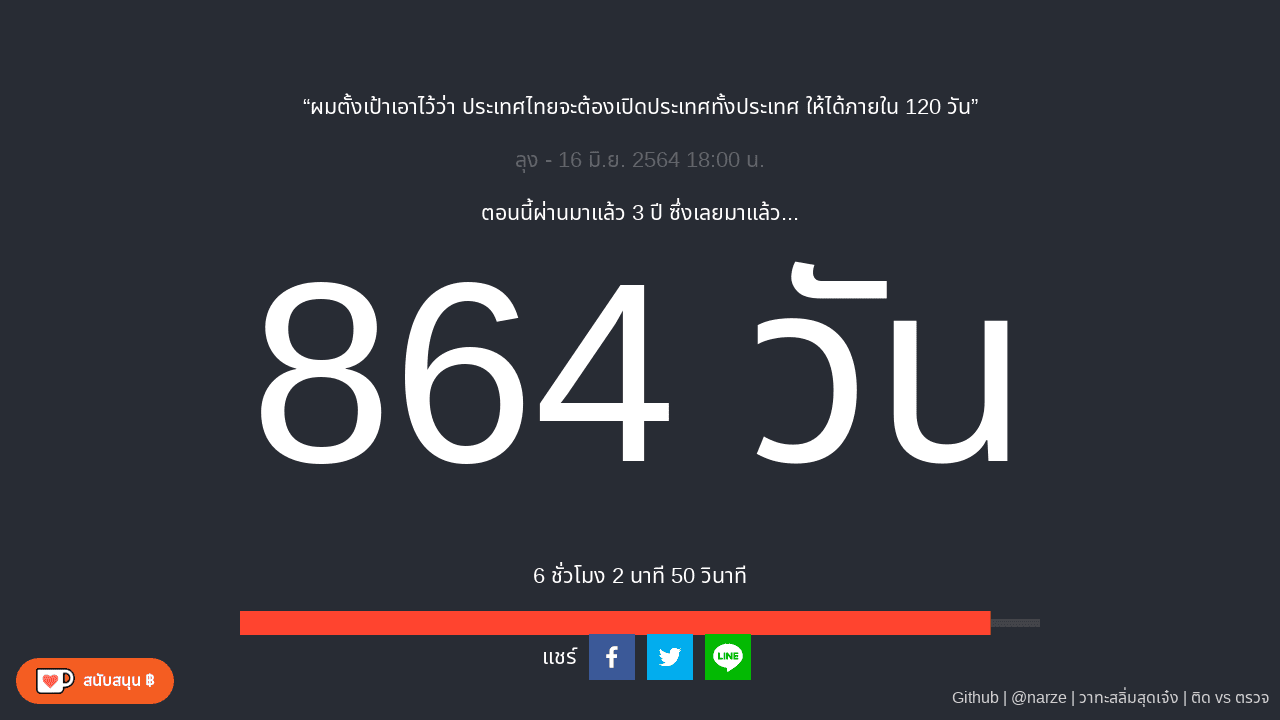 “ผมตั้งเป้าเอาไว้ว่า ประเทศไทยจะต้องเปิดประเทศทั้งประเทศ ให้ได้ภายใน 120 วัน”
ลุง - 16 มิ.ย. 2564 18:00 น.
ตอนนี้ผ่านมาแล้ว 3 ปี ซึ่งเลยมาแล้ว...
864 วัน
6 ชั่วโมง 2 นาที 50 วินาที
แชร์
LINE
สนับสนุน ฿
Github | @narze | วาทะสลิ่มสุดเจ๋ง | ติด vs ตรวจ